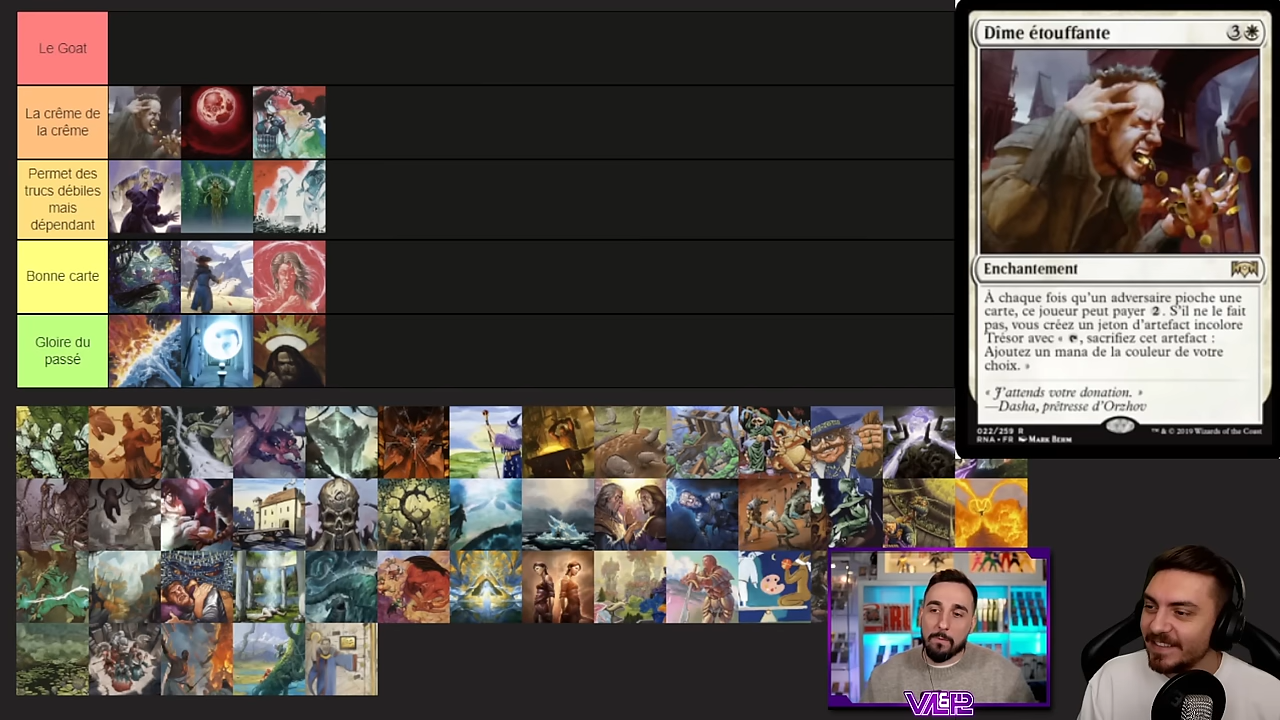 Le Goat
La crême de
la crême
Permet des
trucs débiles
mais
dépendant
Bonne carte
Gloire du
passé
Dîme étouffante
3
Enchantement
À chaque fois qu'un adversaire pioche une
carte, ce joueur peut payer 2. S'il ne le fait
pas, vous créez un jeton d'artefact incolore
Trésor avec « , sacrifiez cet artefact :
Ajoutez un mana de la couleur de votre
choix. »
« J'attends votre donation. »
—Dasha, prêtresse d'Orzhov
022/259 R
RNA • FR Mark Behm
™ & © 2019 Wizards of the Coast